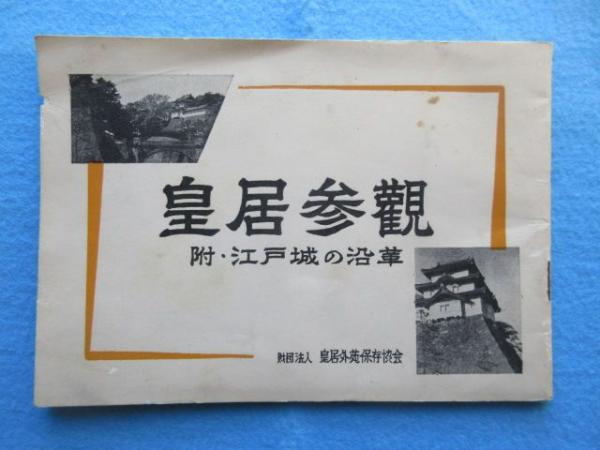 皇居参觀
附・江戸城の沿革
財団法人 皇居外苑保存協会